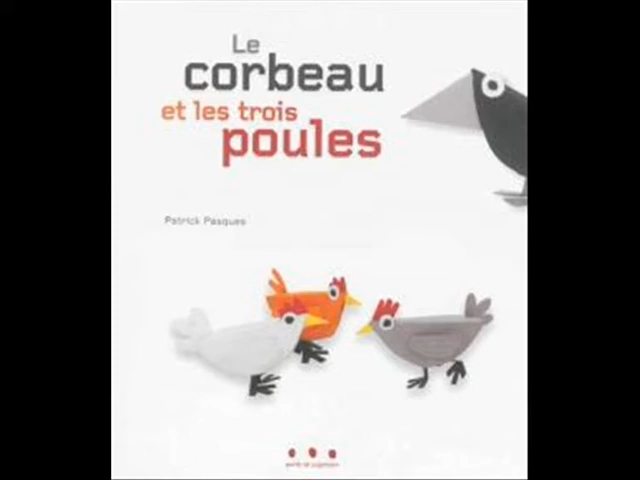 Le
corbeau
et les trois
poules
Patrick Pasques